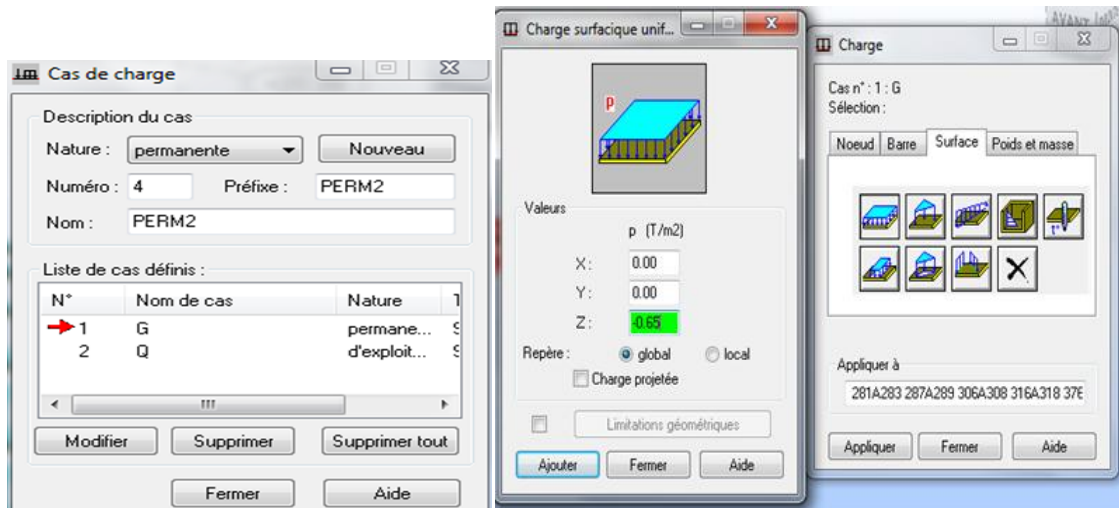 Cas de charge
Description du cas
Nature : permanente Nouveau
Numéro : 4 Préfixe : PERM2
Nom : PERM2
Liste de cas définis :
N° Nom de cas Nature
1 G permane... S
2 Q d'exploit... S
Modifier Supprimer Supprimer tout
Fermer Aide
Charge surfacique unif...
P
Valeurs
p (T/m2)
X: 0.00
Y: 0.00
Z: -0.65
Repère : global local
Charge projetée
Limitations géométriques
Ajouter Fermer Aide
Charge
Cas n° : 1 : G
Sélection :
Noeud Barre Surface Poids et masse
t°
Appliquer à
281A283 287A289 306A308 316A318 376
Appliquer Fermer Aide